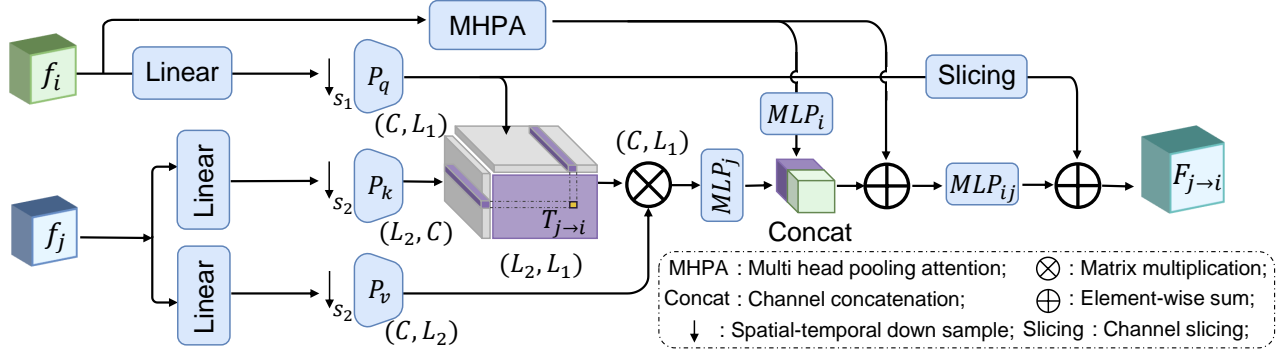 MHPA
f_i
Linear
s_1
P_q
Slicing
(C, L_1)
MLP_i
(C, L_1)
Linear
s_2
P_k
(L_2, C)
T_{j→i}
MLP_j
MLP_{ij}
F_{j→i}
f_j
(L_2, L_1)
Concat
Linear
s_2
P_v
(C, L_2)
MHPA : Multi head pooling attention; : Matrix multiplication;
Concat : Channel concatenation; : Element-wise sum;
: Spatial-temporal down sample; Slicing : Channel slicing;